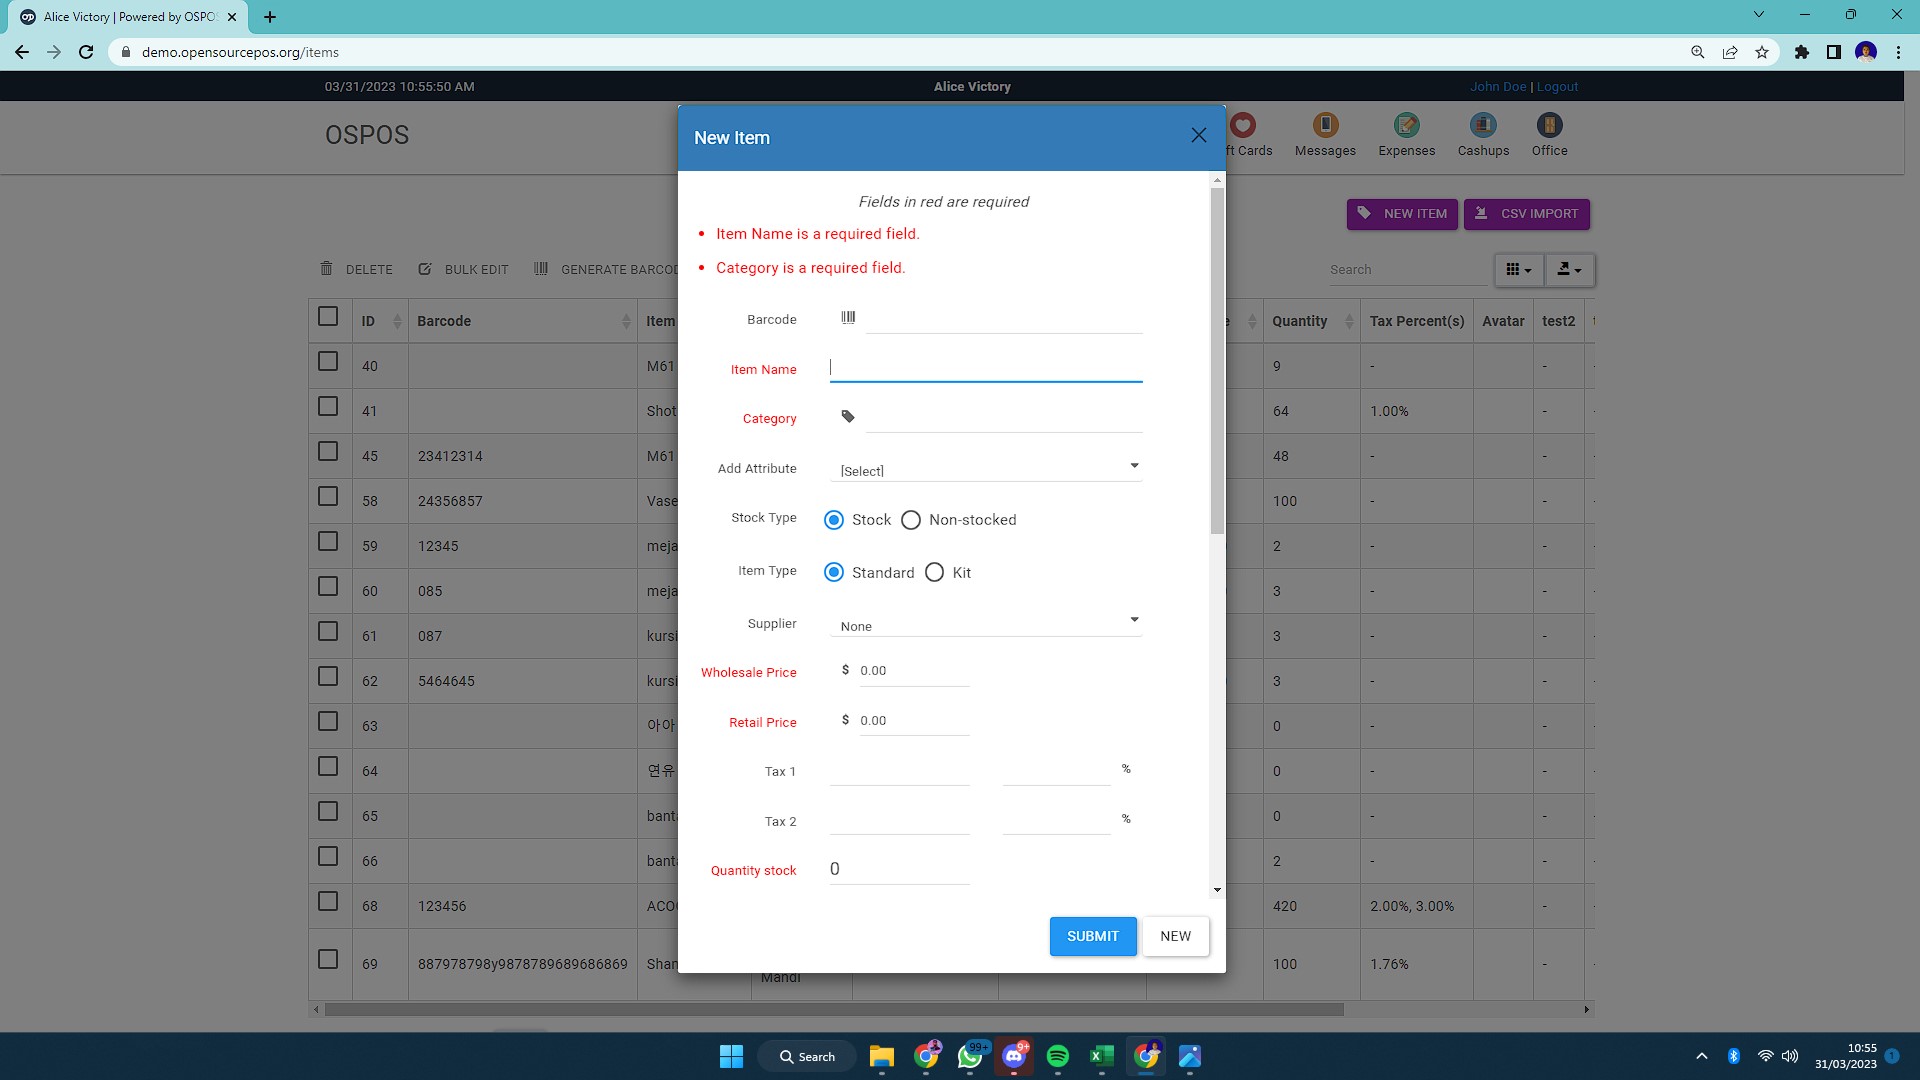 Alice Victory | Powered by OSPO
demo.opensourcepos.org/items
03/31/2023 10:55:50 AM
Alice Victory
John Doe | Logout
OSPOS
ft Cards
Messages
Expenses
Cashups
Office
New Item
NEW ITEM
CSV IMPORT
DELETE
BULK EDIT
GENERATE BARCOD
Search
Fields in red are required
Item Name is a required field.
Category is a required field.
Barcode
Item Name
Category
Add Attribute
[Select]
Stock Type
Stock
Non-stocked
Item Type
Standard
Kit
Supplier
None
Wholesale Price
$ 0.00
Retail Price
$ 0.00
Tax 1
%
Tax 2
%
Quantity stock
0
SUBMIT
NEW
ID Barcode Item e Quantity Tax Percent(s) Avatar test2
40 M61 9 - -
41 Shot 64 1.00% -
45 23412314 M61 48 - -
58 24356857 Vase 100 - -
59 12345 meja 2 - -
60 085 meja 3 - -
61 087 kursi 3 - -
62 5464645 kursi 3 - -
63 아아 0 - -
64 연유 0 - -
65 banta 0 - -
66 banta 2 - -
68 123456 ACO 420 2.00%, 3.00% -
69 887978798y9878789689686869 Shan 100 1.76% -
Mandi
Search
99+
9+
10:55
31/03/2023
1